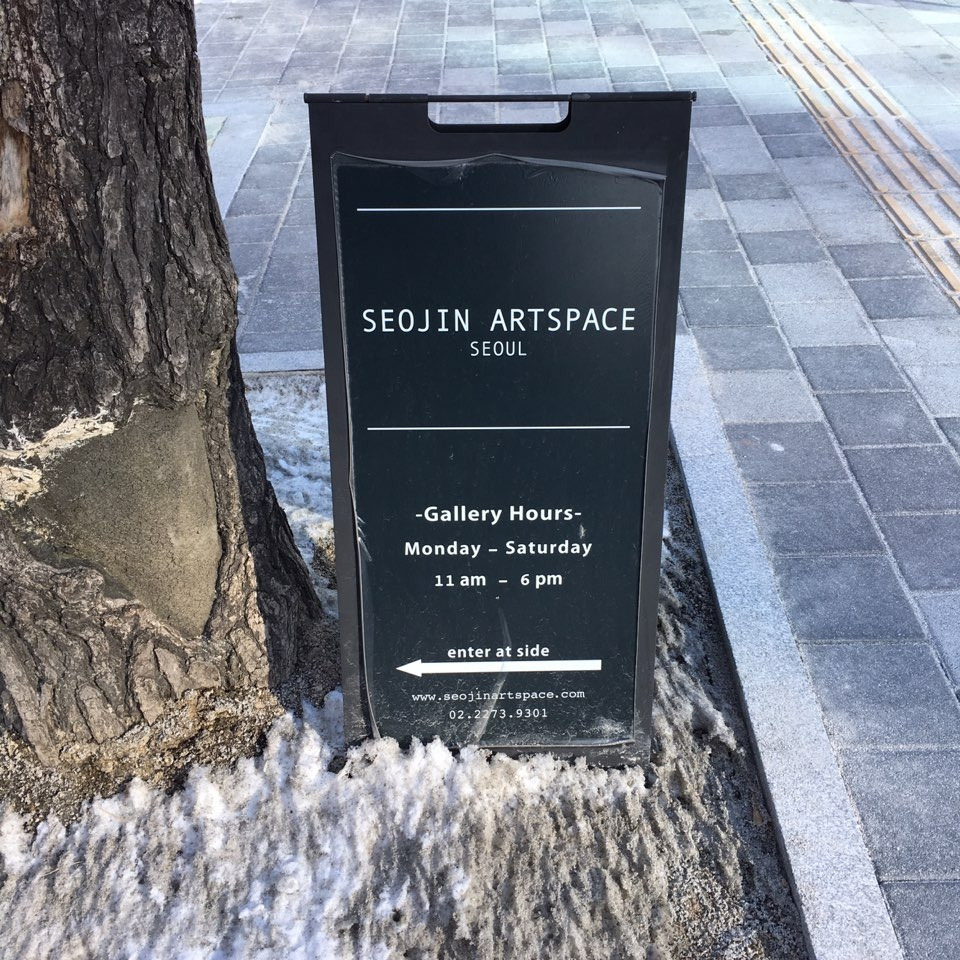 SEOJIN ARTSPACE
SEOUL
-Gallery Hours-
Monday – Saturday
11 am – 6 pm
enter at side
www.seojinartspace.com
02.2273.9301